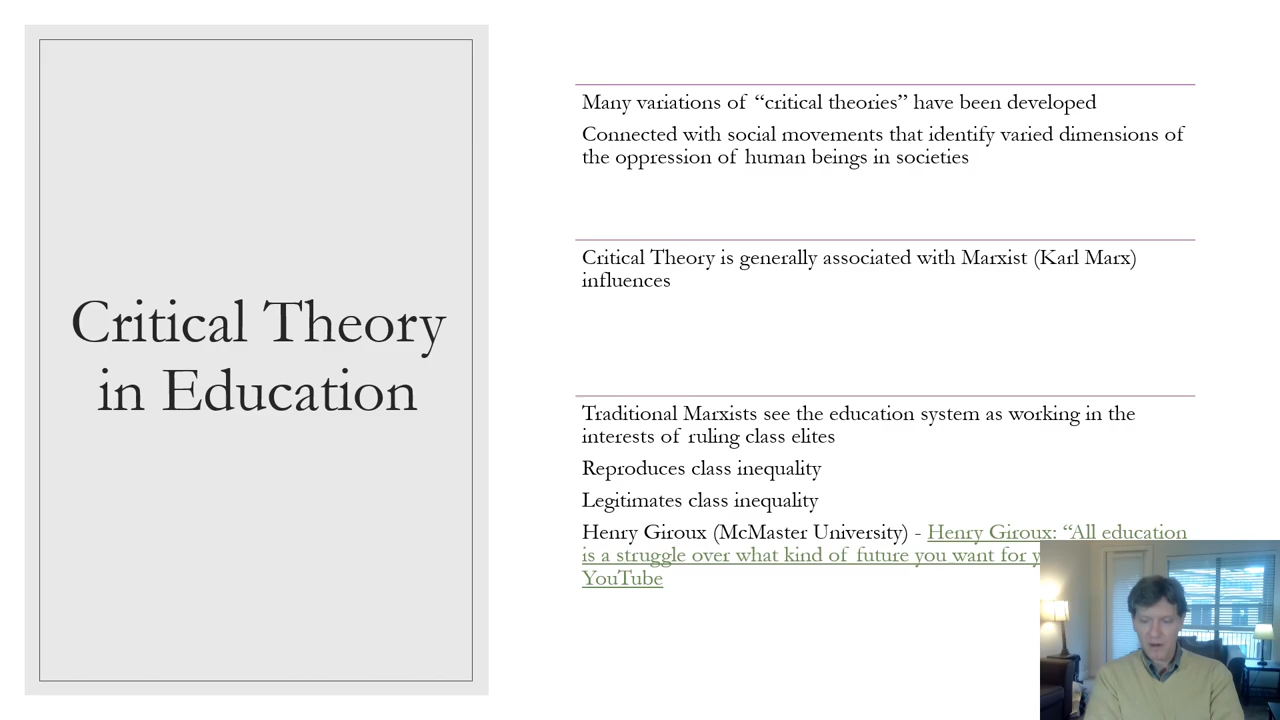 Critical Theory
in Education
Many variations of “critical theories” have been developed
Connected with social movements that identify varied dimensions of
the oppression of human beings in societies
Critical Theory is generally associated with Marxist (Karl Marx)
influences
Traditional Marxists see the education system as working in the
interests of ruling class elites
Reproduces class inequality
Legitimates class inequality
Henry Giroux (McMaster University) - Henry Giroux: “All education
is a struggle over what kind of future you want for
YouTube